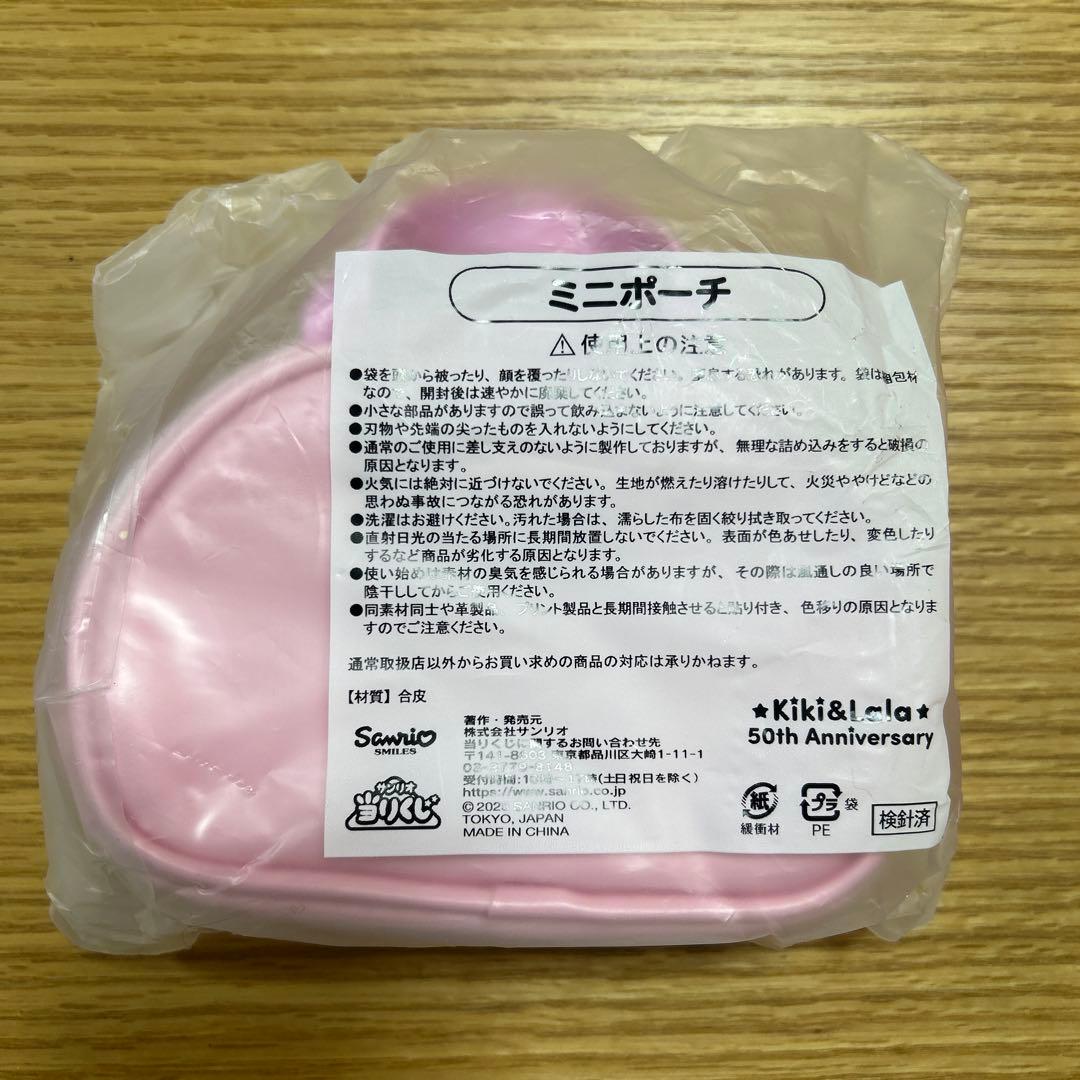 ミニポーチ
⚠使用上の注意
●袋を頭から被ったり、顔を覆ったりしないでください。窒息する恐れがあります。袋は梱包材
なので、開封後は速やかに廃棄してください。
●小さな部品がありますので誤って飲み込まないように注意してください。
●刃物や先端の尖ったものを入れないようにしてください。
●通常のご使用に差し支えのないように製作しておりますが、無理な詰め込みをすると破損の
原因となります。
●火気には絶対に近づけないでください。生地が燃えたり溶けたりして、火災ややけどなどの
思わぬ事故につながる恐れがあります。
●洗濯はお避けください。汚れた場合は、濡らした布を固く絞り拭き取ってください。
●直射日光の当たる場所に長期間放置しないでください。表面が色あせしたり、変色したり
するなど商品が劣化する原因となります。
●使い始めは素材の臭気を感じられる場合がありますが、その際は風通しの良い場所で
陰干ししてからご使用ください。
●同素材同士や革製品、プリント製品と長期間接触させると貼り付き、色移りの原因となりま
すのでご注意ください。
通常取扱店以外からお買い求めの商品の対応は承りかねます。
【材質】合皮
Sanrio
SMILES
サンリオ
当りくじ
著作・発売元
株式会社サンリオ
当りくじに関するお問い合わせ先
〒141-8603 東京都品川区大崎1-11-1
03-3779-8148
受付時間:10時～17時(土日祝日を除く)
https://www.sanrio.co.jp
SANRIO CO., LTD.
TOKYO, JAPAN
MADE IN CHINA
★Kiki&Lala★
50th Anniversary
紙
緩衝材
プラ
袋
PE
検針済